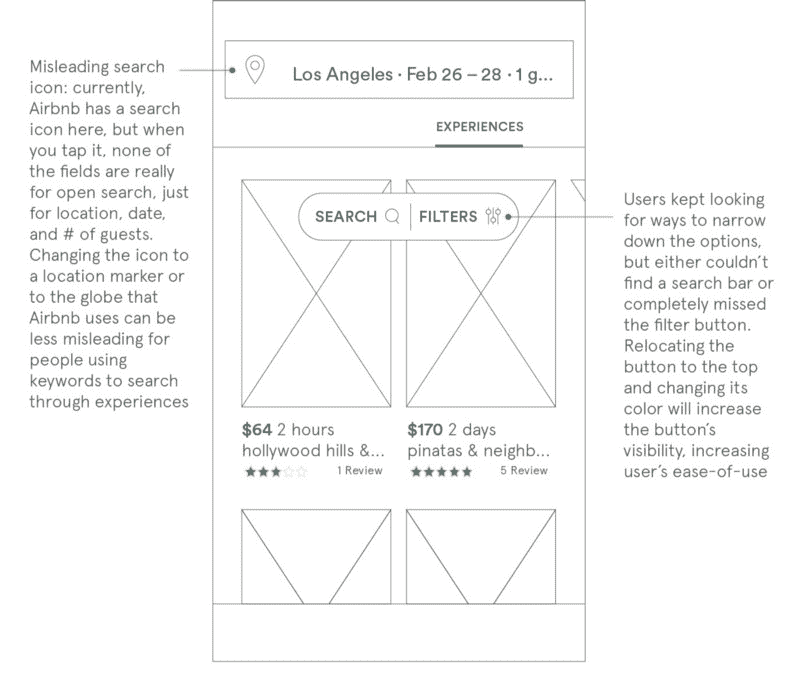 Misleading search
icon: currently,
Airbnb has a search
icon here, but when
you tap it, none of
the fields are really
for open search, just
for location, date,
and # of guests.
Changing the icon to
a location marker or
to the globe that
Airbnb uses can be
less misleading for
people using
keywords to search
through experiences
Los Angeles · Feb 26 – 28 · 1 g...
EXPERIENCES
SEARCH | FILTERS
$64 2 hours
hollywood hills &...
1 Review
$170 2 days
pinatas & neighb...
5 Review
Users kept looking
for ways to narrow
down the options,
but either couldn't
find a search bar or
completely missed
the filter button.
Relocating the
button to the top
and changing its
color will increase
the button's
visibility, increasing
user's ease-of-use